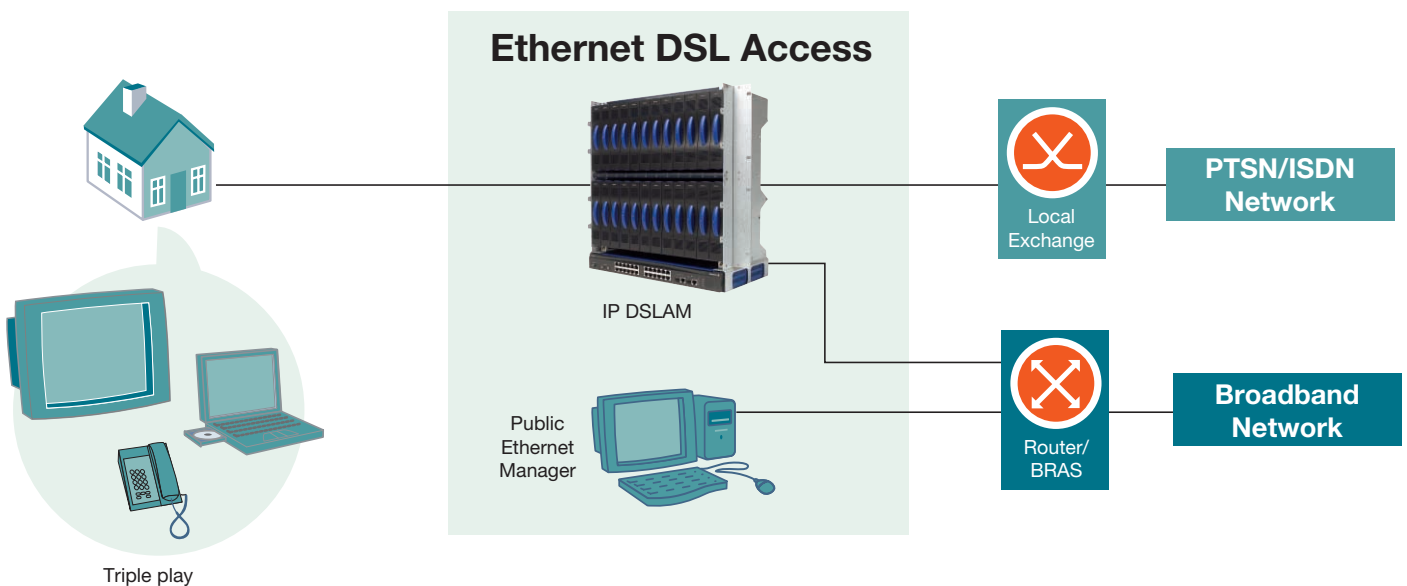 Ethernet DSL Access
IP DSLAM
Local
Exchange
PTSN/ISDN
Network
Public
Ethernet
Manager
Router/
BRAS
Broadband
Network
Triple play